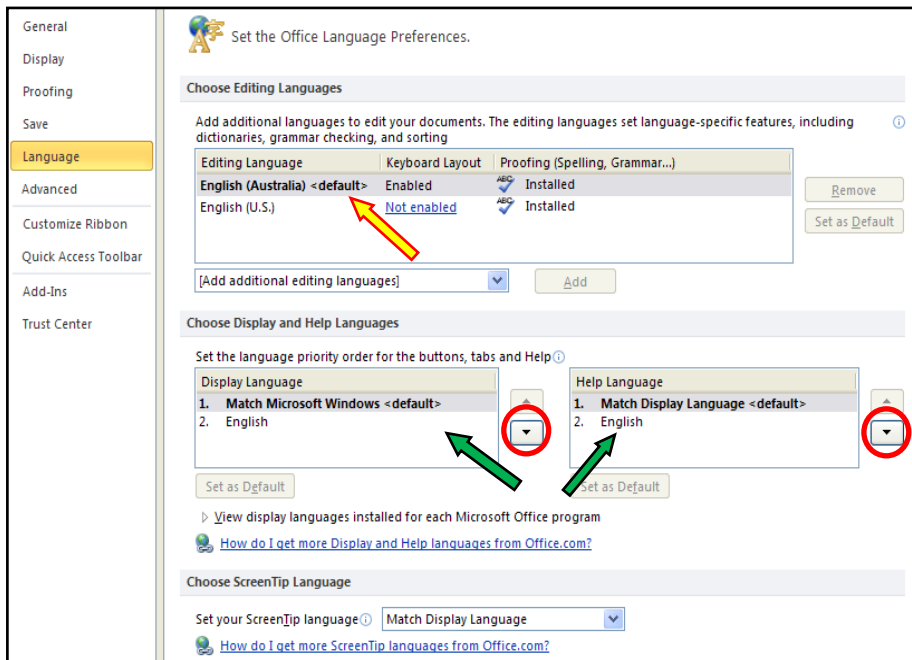 General
Display
Proofing
Save
Language
Advanced
Customize Ribbon
Quick Access Toolbar
Add-Ins
Trust Center
Set the Office Language Preferences.
Choose Editing Languages
Add additional languages to edit your documents. The editing languages set language-specific features, including
dictionaries, grammar checking, and sorting
Editing Language Keyboard Layout Proofing (Spelling, Grammar...)
English (Australia) <default> Enabled ABC Installed
English (U.S.) Not enabled ABC Installed
Remove
Set as Default
[Add additional editing languages] Add
Choose Display and Help Languages
Set the language priority order for the buttons, tabs and Help
Display Language
1. Match Microsoft Windows <default>
2. English
Set as Default
Help Language
1. Match Display Language <default>
2. English
Set as Default
View display languages installed for each Microsoft Office program
How do I get more Display and Help languages from Office.com?
Choose ScreenTip Language
Set your ScreenTip language Match Display Language
How do I get more ScreenTip languages from Office.com?